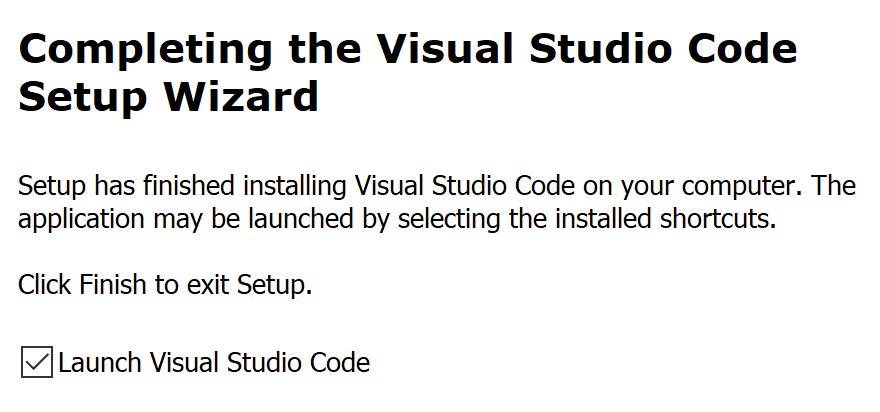 Completing the Visual Studio Code
Setup Wizard
Setup has finished installing Visual Studio Code on your computer. The
application may be launched by selecting the installed shortcuts.
Click Finish to exit Setup.
Launch Visual Studio Code